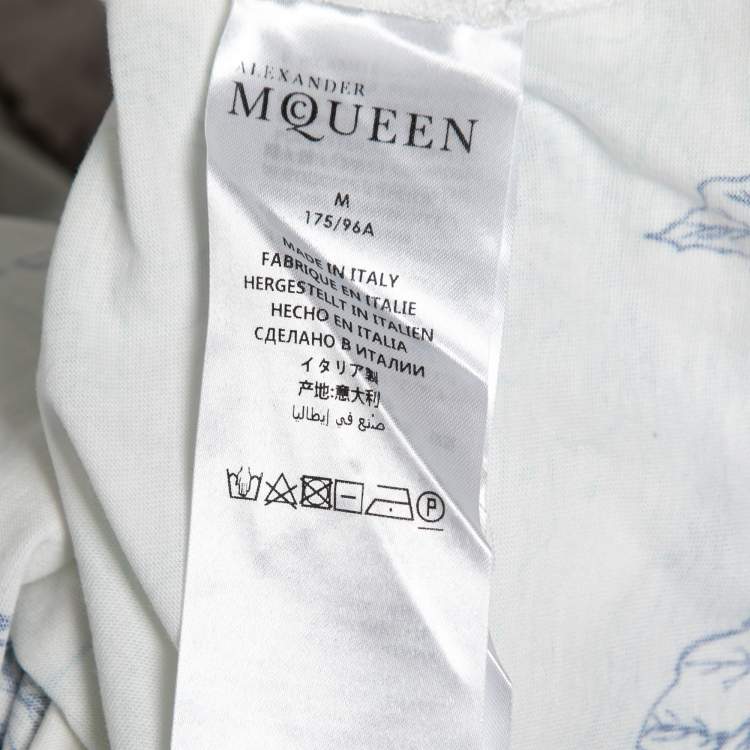 ALEXANDER
McQUEEN
M
175/96A
MADE IN ITALY
FABRIQUE EN ITALIE
HERGESTELLT IN ITALIEN
HECHO EN ITALIA
СДЕЛАНО В ИТАЛИИ
イタリア製
产地:意大利
صنع في إيطاليا
P